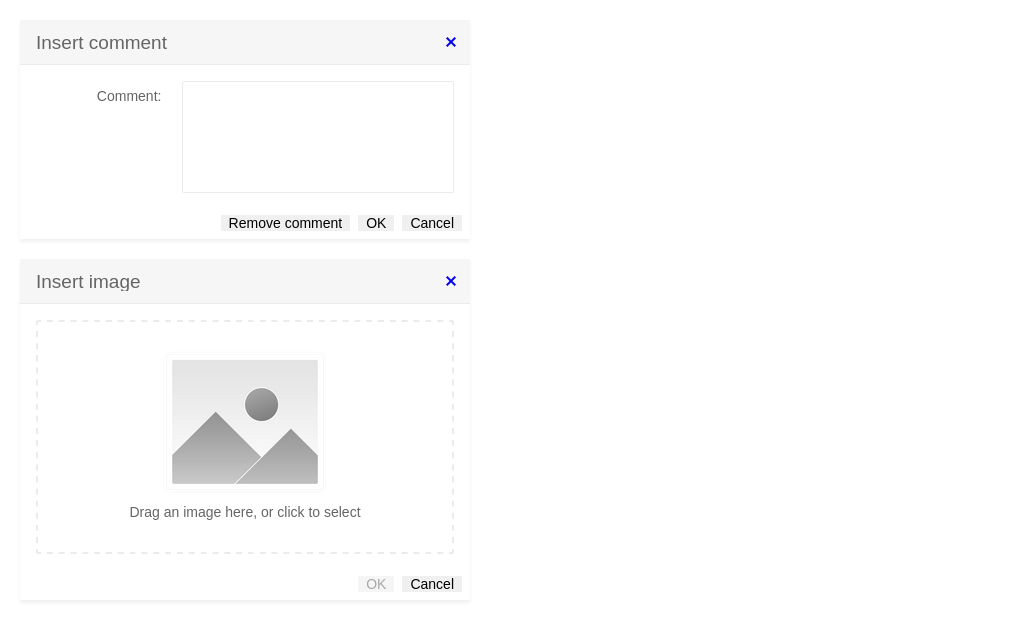 Insert comment ✕
Comment:
Remove comment OK Cancel
Insert image ✕
Drag an image here, or click to select
OK Cancel